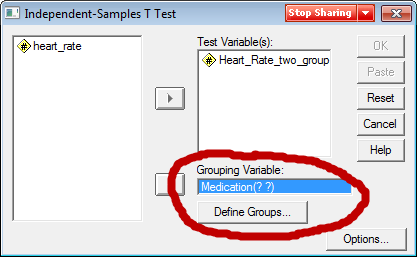 Independent-Samples T Test
Stop Sharing
heart_rate
Test Variable(s):
Heart_Rate_two_group
Grouping Variable:
Medication(? ?)
Define Groups...
OK
Paste
Reset
Cancel
Help
Options...